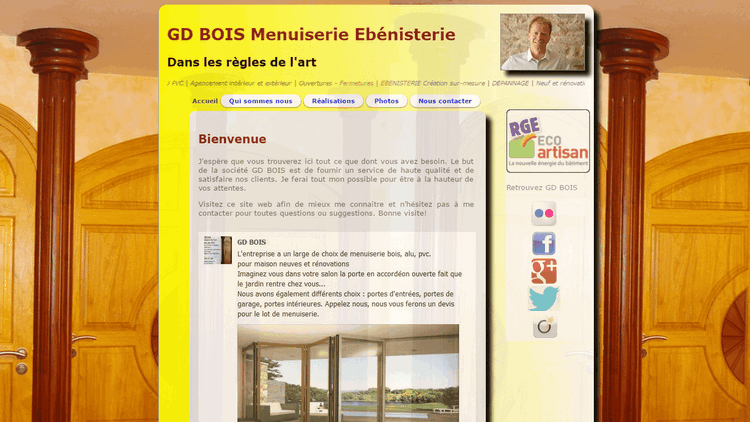 GD BOIS Menuiserie Ebénisterie
Dans les règles de l'art
PVC | Agencement intérieur et extérieur | Ouvertures - Fermetures | EBENISTERIE Création sur-mesure | DEPANNAGE | Neuf et rénovati
Accueil Qui sommes nous Réalisations Photos Nous contacter
Bienvenue
J'espère que vous trouverez ici tout ce que dont vous avez besoin. Le but
de la société GD BOIS est de fournir un service de haute qualité et de
satisfaire nos clients. Je ferai tout mon possible pour être à la hauteur de
vos attentes.
Visitez ce site web afin de mieux me connaitre et n'hésitez pas à me
contacter pour toutes questions ou suggestions. Bonne visite!
GD BOIS
L'entreprise a un large de choix de menuiserie bois, alu, pvc.
pour maison neuves et rénovations
Imaginez vous dans votre salon la porte en accordéon ouverte fait que
le jardin rentre chez vous...
Nous avons également différents choix : portes d'entrées, portes de
garage, portes intérieures. Appelez nous, nous vous ferons un devis
pour le lot de menuiserie.
RGE
ECO
artisan
La nouvelle énergie du bâtiment
Retrouvez GD BOIS